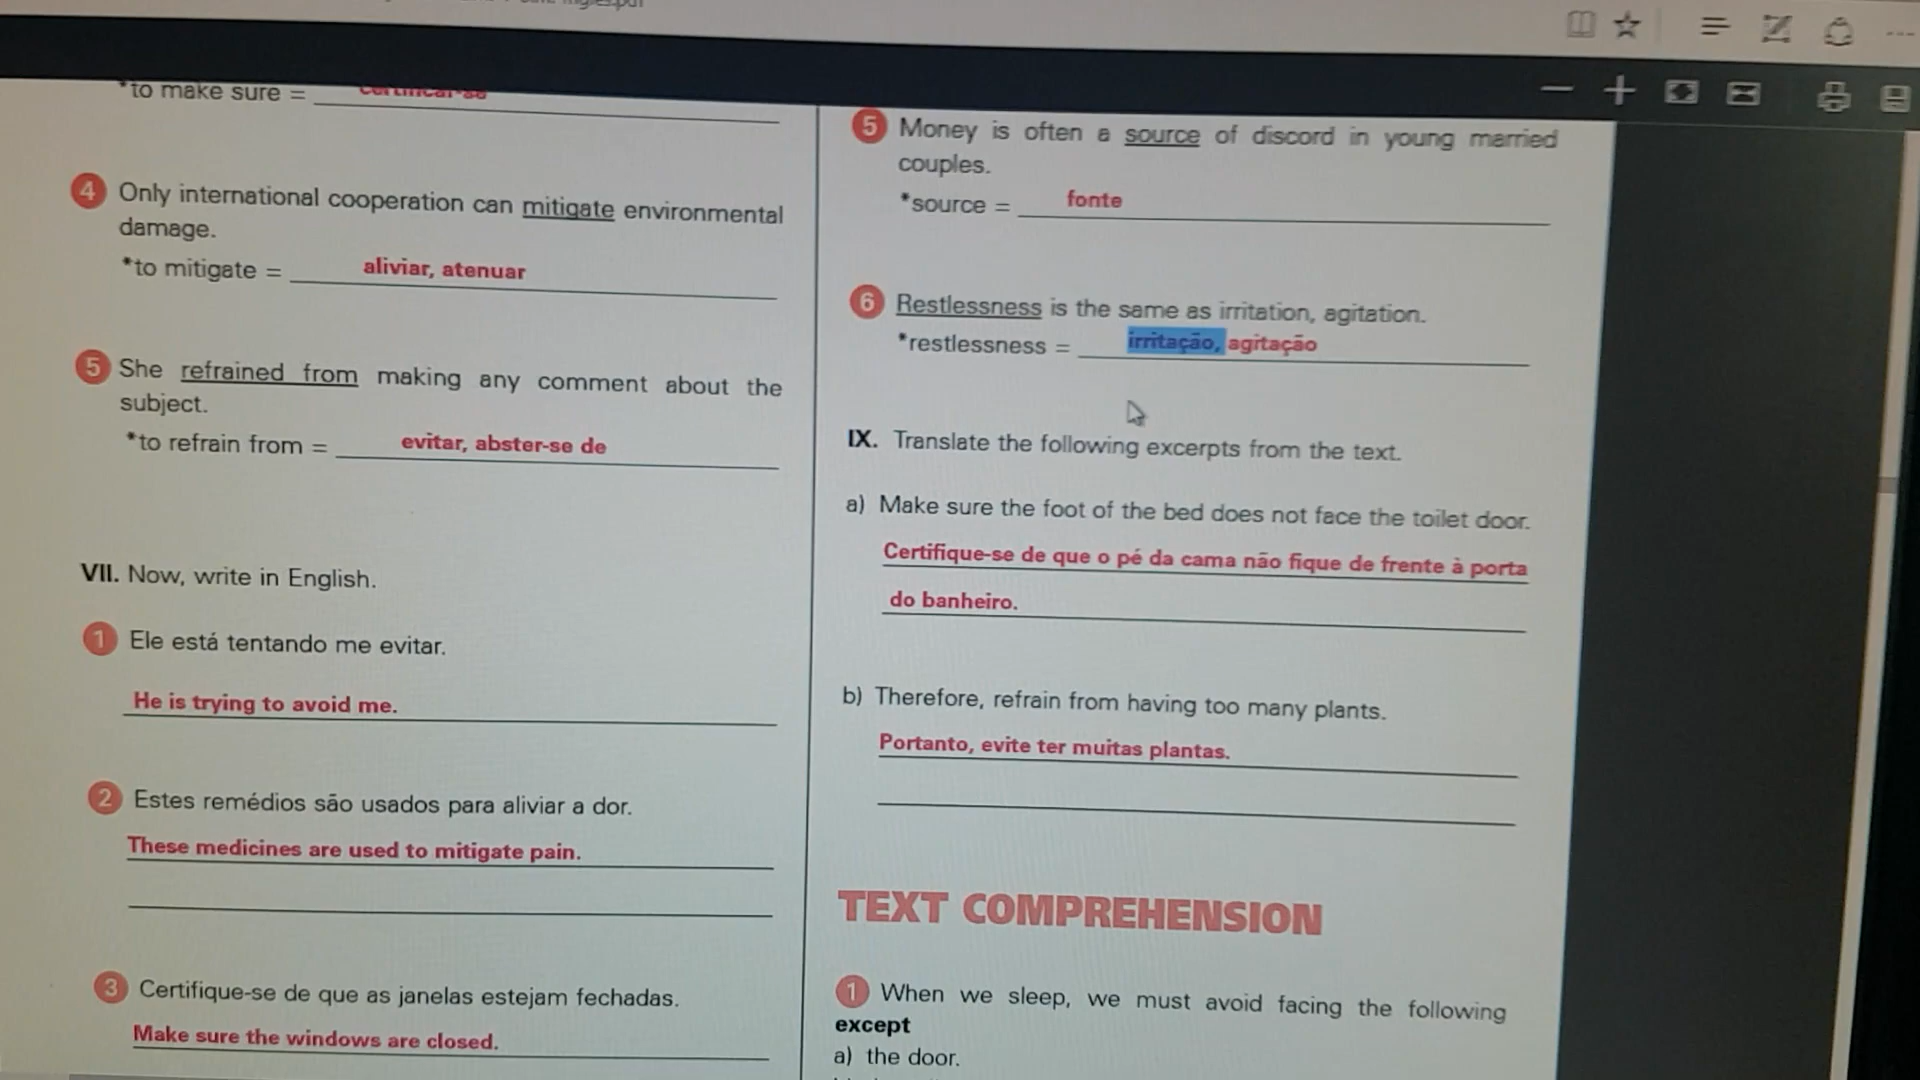 *to make sure = certificar-se
4 Only international cooperation can mitigate environmental
damage.
*to mitigate = aliviar, atenuar
5 She refrained from making any comment about the
subject.
*to refrain from = evitar, abster-se de
VII. Now, write in English.
1 Ele está tentando me evitar.
He is trying to avoid me.
2 Estes remédios são usados para aliviar a dor.
These medicines are used to mitigate pain.
3 Certifique-se de que as janelas estejam fechadas.
Make sure the windows are closed.
5 Money is often a source of discord in young married
couples.
*source = fonte
6 Restlessness is the same as irritation, agitation.
*restlessness = irritação, agitação
IX. Translate the following excerpts from the text.
a) Make sure the foot of the bed does not face the toilet door.
Certifique-se de que o pé da cama não fique de frente à porta
do banheiro.
b) Therefore, refrain from having too many plants.
Portanto, evite ter muitas plantas.
TEXT COMPREHENSION
1 When we sleep, we must avoid facing the following
except
a) the door.